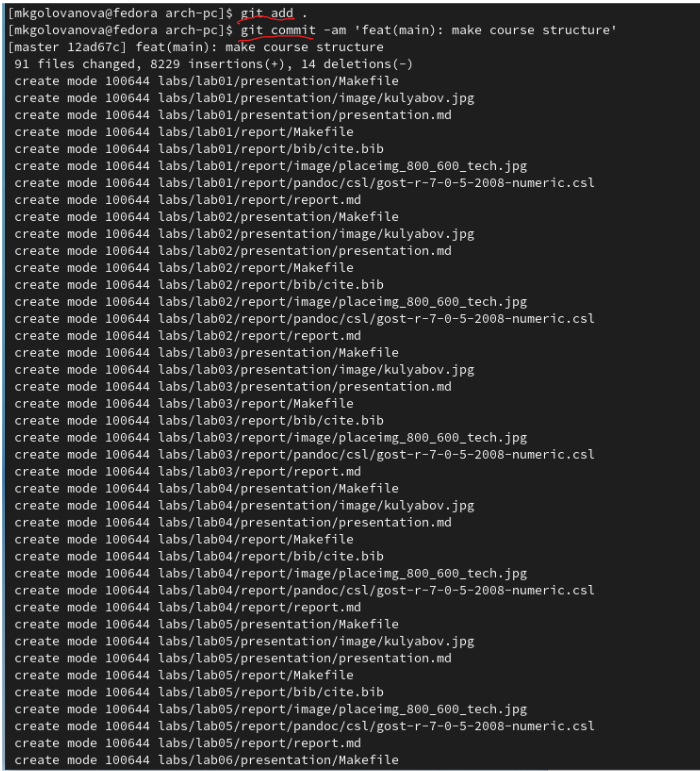 [mkgolovanova@fedora arch-pc]$ git add .
[mkgolovanova@fedora arch-pc]$ git commit -am 'feat(main): make course structure'
[master 12ad67c] feat(main): make course structure
91 files changed, 8229 insertions(+), 14 deletions(-)
create mode 100644 labs/lab01/presentation/Makefile
create mode 100644 labs/lab01/presentation/image/kulyabov.jpg
create mode 100644 labs/lab01/presentation/presentation.md
create mode 100644 labs/lab01/report/Makefile
create mode 100644 labs/lab01/report/bib/cite.bib
create mode 100644 labs/lab01/report/image/placeimg_800_600_tech.jpg
create mode 100644 labs/lab01/report/pandoc/csl/gost-r-7-0-5-2008-numeric.csl
create mode 100644 labs/lab01/report/report.md
create mode 100644 labs/lab02/presentation/Makefile
create mode 100644 labs/lab02/presentation/image/kulyabov.jpg
create mode 100644 labs/lab02/presentation/presentation.md
create mode 100644 labs/lab02/report/Makefile
create mode 100644 labs/lab02/report/bib/cite.bib
create mode 100644 labs/lab02/report/image/placeimg_800_600_tech.jpg
create mode 100644 labs/lab02/report/pandoc/csl/gost-r-7-0-5-2008-numeric.csl
create mode 100644 labs/lab02/report/report.md
create mode 100644 labs/lab03/presentation/Makefile
create mode 100644 labs/lab03/presentation/image/kulyabov.jpg
create mode 100644 labs/lab03/presentation/presentation.md
create mode 100644 labs/lab03/report/Makefile
create mode 100644 labs/lab03/report/bib/cite.bib
create mode 100644 labs/lab03/report/image/placeimg_800_600_tech.jpg
create mode 100644 labs/lab03/report/pandoc/csl/gost-r-7-0-5-2008-numeric.csl
create mode 100644 labs/lab03/report/report.md
create mode 100644 labs/lab04/presentation/Makefile
create mode 100644 labs/lab04/presentation/image/kulyabov.jpg
create mode 100644 labs/lab04/presentation/presentation.md
create mode 100644 labs/lab04/report/Makefile
create mode 100644 labs/lab04/report/bib/cite.bib
create mode 100644 labs/lab04/report/image/placeimg_800_600_tech.jpg
create mode 100644 labs/lab04/report/pandoc/csl/gost-r-7-0-5-2008-numeric.csl
create mode 100644 labs/lab04/report/report.md
create mode 100644 labs/lab05/presentation/Makefile
create mode 100644 labs/lab05/presentation/image/kulyabov.jpg
create mode 100644 labs/lab05/presentation/presentation.md
create mode 100644 labs/lab05/report/Makefile
create mode 100644 labs/lab05/report/bib/cite.bib
create mode 100644 labs/lab05/report/image/placeimg_800_600_tech.jpg
create mode 100644 labs/lab05/report/pandoc/csl/gost-r-7-0-5-2008-numeric.csl
create mode 100644 labs/lab05/report/report.md
create mode 100644 labs/lab06/presentation/Makefile